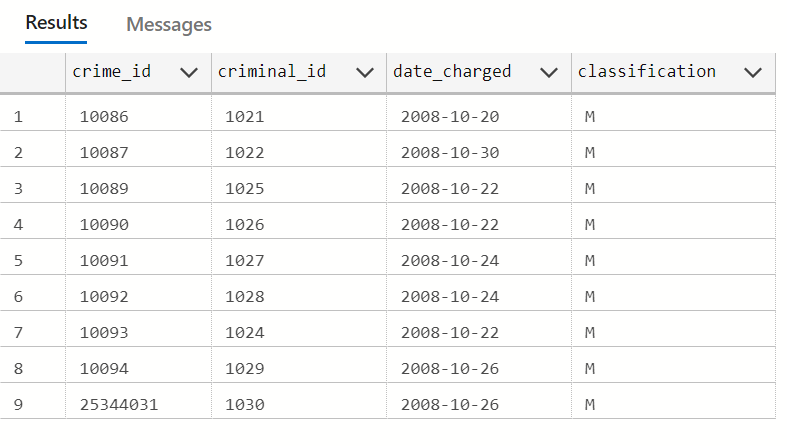 Results Messages
crime_id criminal_id date_charged classification
1 10086 1021 2008-10-20 M
2 10087 1022 2008-10-30 M
3 10089 1025 2008-10-22 M
4 10090 1026 2008-10-22 M
5 10091 1027 2008-10-24 M
6 10092 1028 2008-10-24 M
7 10093 1024 2008-10-22 M
8 10094 1029 2008-10-26 M
9 25344031 1030 2008-10-26 M